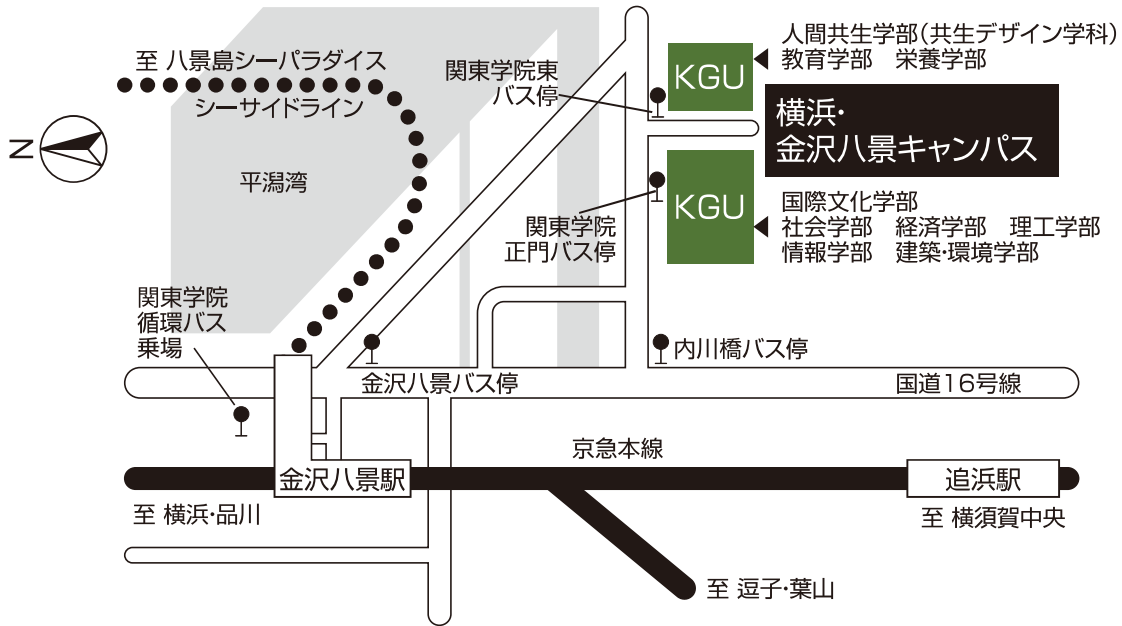 人間共生学部(共生デザイン学科)
教育学部 栄養学部
至 八景島シーパラダイス
シーサイドライン
関東学院東
バス停
KGU
横浜・
金沢八景キャンパス
N
平潟湾
KGU
国際文化学部
社会学部 経済学部 理工学部
情報学部 建築・環境学部
関東学院
正門バス停
関東学院
循環バス
乗場
内川橋バス停
金沢八景バス停
国道16号線
京急本線
金沢八景駅
追浜駅
至 横浜・品川
至 横須賀中央
至 逗子・葉山